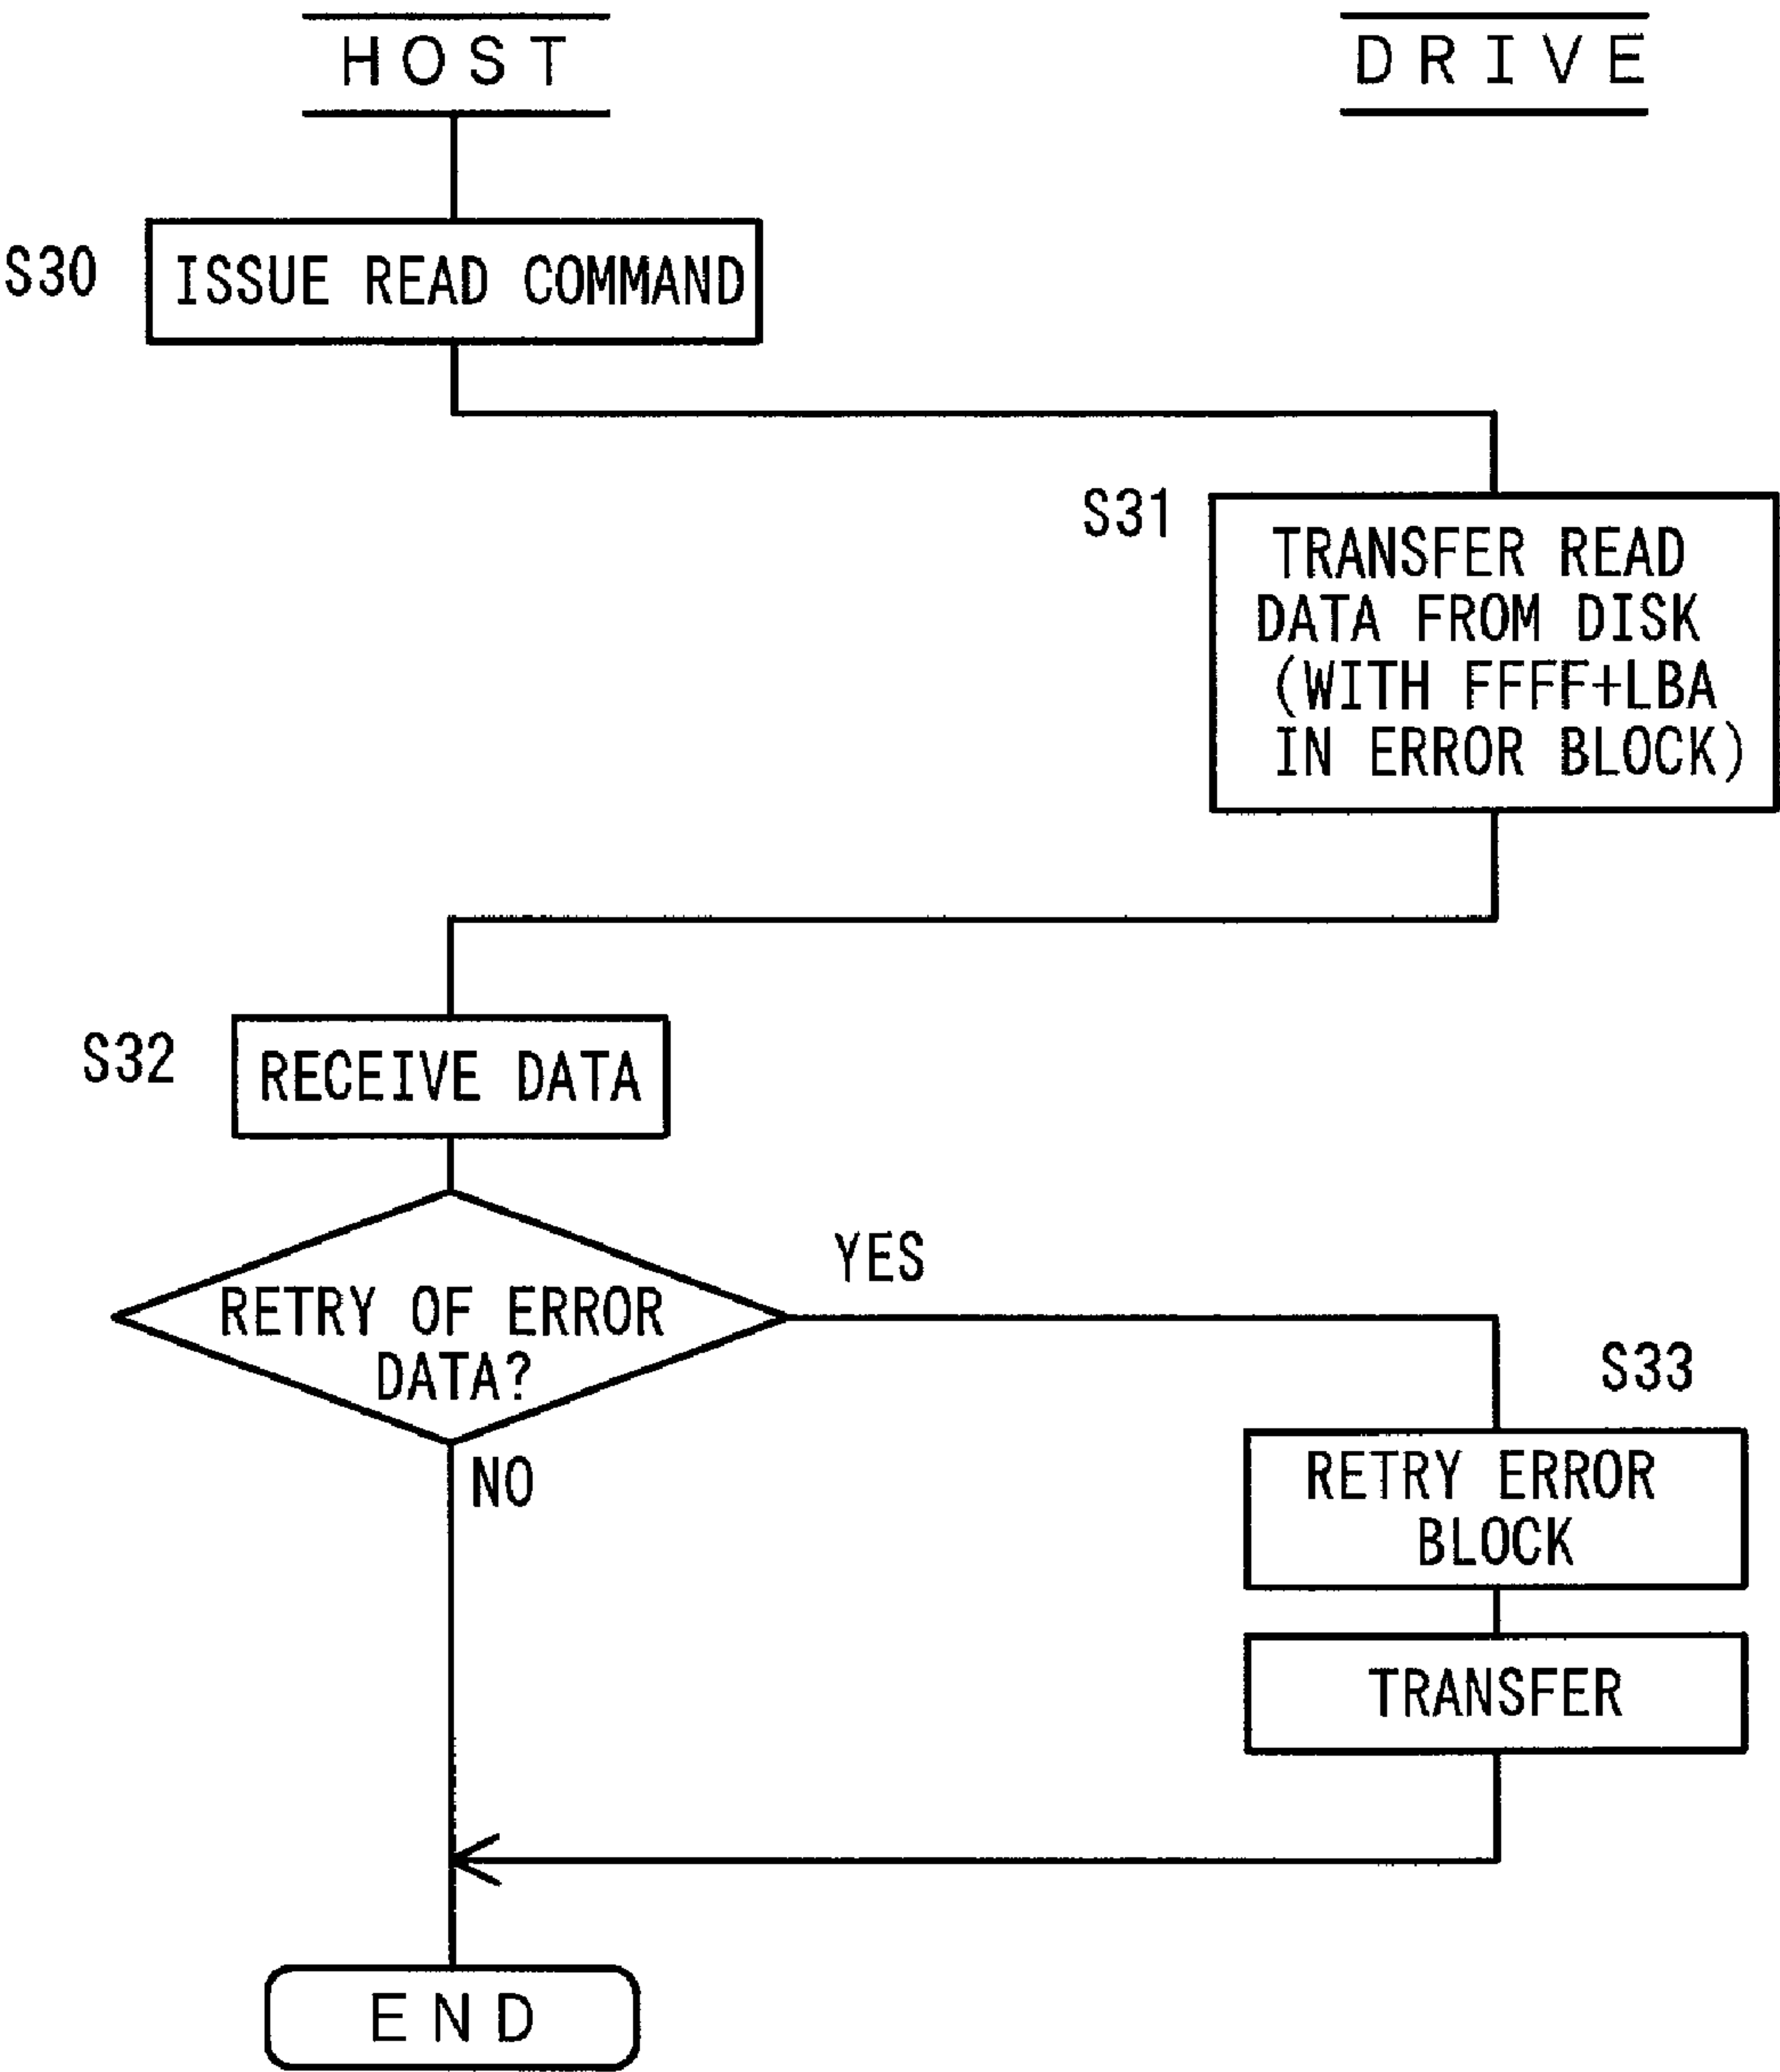 HOST
DRIVE
S30
ISSUE READ COMMAND
S31
TRANSFER READ
DATA FROM DISK
(WITH FFFF+LBA
IN ERROR BLOCK)
S32
RECEIVE DATA
RETRY OF ERROR
DATA?
YES
NO
S33
RETRY ERROR
BLOCK
TRANSFER
END